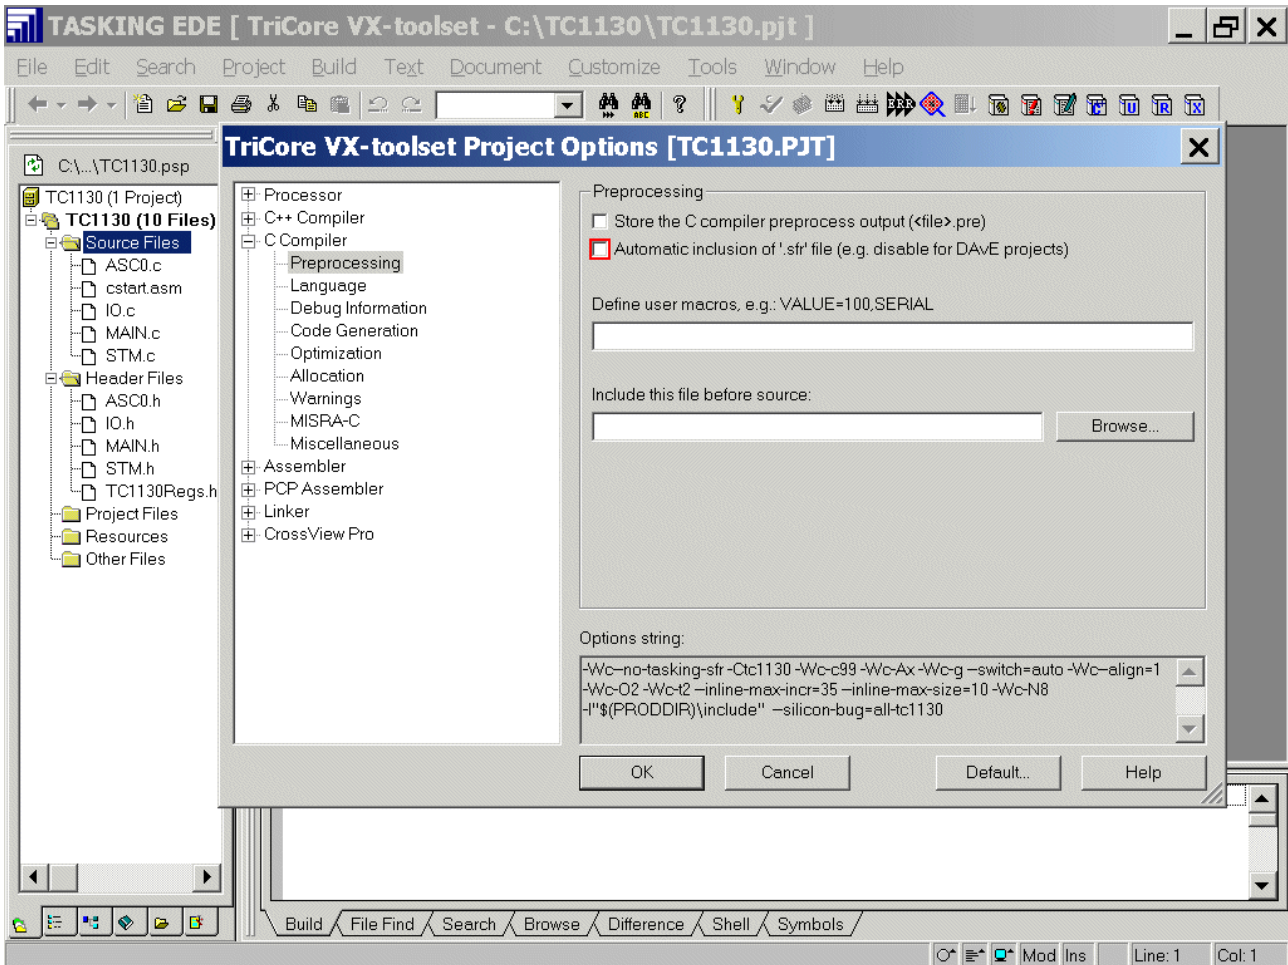 TASKING EDE [ TriCore VX-toolset - C:\TC1130\TC1130.pjt ]
File Edit Search Project Build Text Document Customize Tools Window Help
C:\...\TC1130.psp
TC1130 (1 Project)
TC1130 (10 Files)
Source Files
ASC0.c
cstart.asm
IO.c
MAIN.c
STM.c
Header Files
ASC0.h
IO.h
MAIN.h
STM.h
TC1130Regs.h
Project Files
Resources
Other Files
TriCore VX-toolset Project Options [TC1130.PJT]
Processor
C++ Compiler
C Compiler
Preprocessing
Language
Debug Information
Code Generation
Optimization
Allocation
Warnings
MISRA-C
Miscellaneous
Assembler
PCP Assembler
Linker
CrossView Pro
Preprocessing
Store the C compiler preprocess output (<file>.pre)
Automatic inclusion of '.sfr' file (e.g. disable for DAvE projects)
Define user macros, e.g.: VALUE=100,SERIAL
Include this file before source:
Browse...
Options string:
-Wc--no-tasking-sfr -Ctc1130 -Wc-c99 -Wc-Ax -Wc-g --switch=auto -Wc--align=1
-Wc-O2 -Wc-t2 --inline-max-incr=35 --inline-max-size=10 -Wc-N8
-I"$(PRODDIR)\include" --silicon-bug=all-tc1130
OK Cancel Default... Help
Build File Find Search Browse Difference Shell Symbols
Mod Ins Line: 1 Col: 1